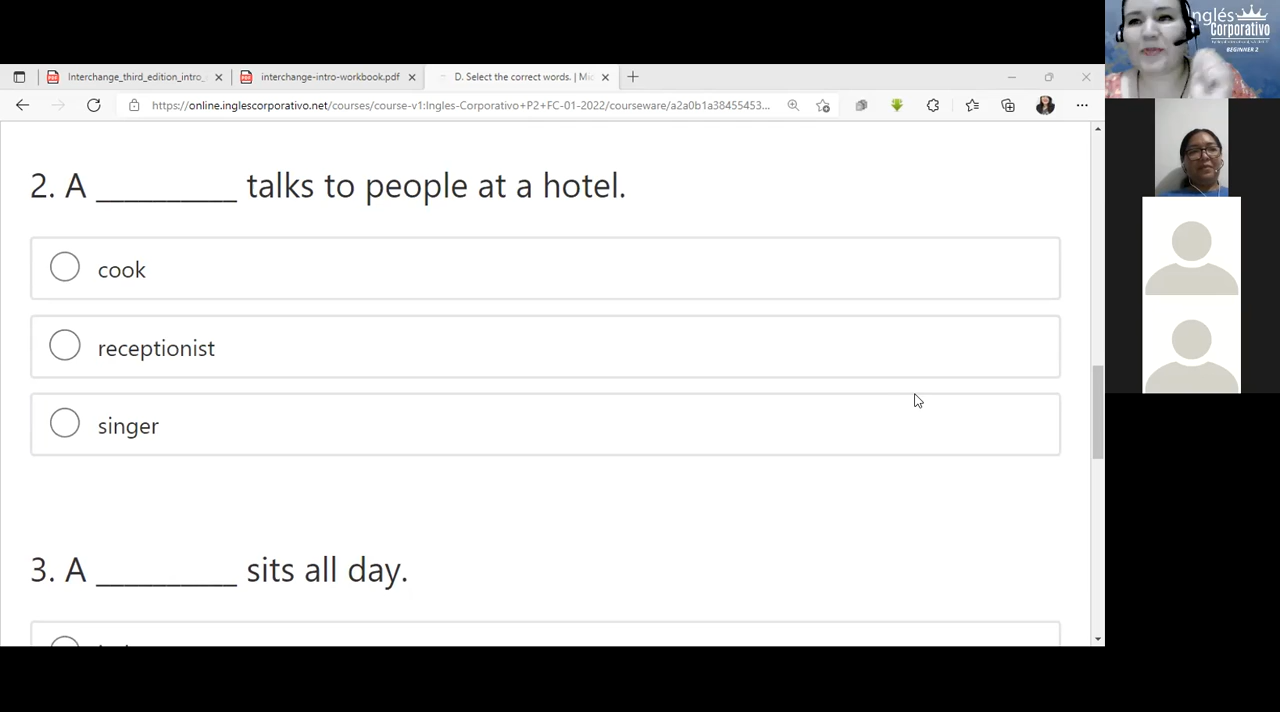 Interchange_third_edition_intro_
interchange-intro-workbook.pdf
D. Select the correct words. | Mic
https://online.inglescorporativo.net/courses/course-v1:Ingles-Corporativo+P2+FC-01-2022/courseware/a2a0b1a38455453...
2. A _________ talks to people at a hotel.
cook
receptionist
singer
3. A _________ sits all day.
Inglés
Corporativo
BEGINNER 2